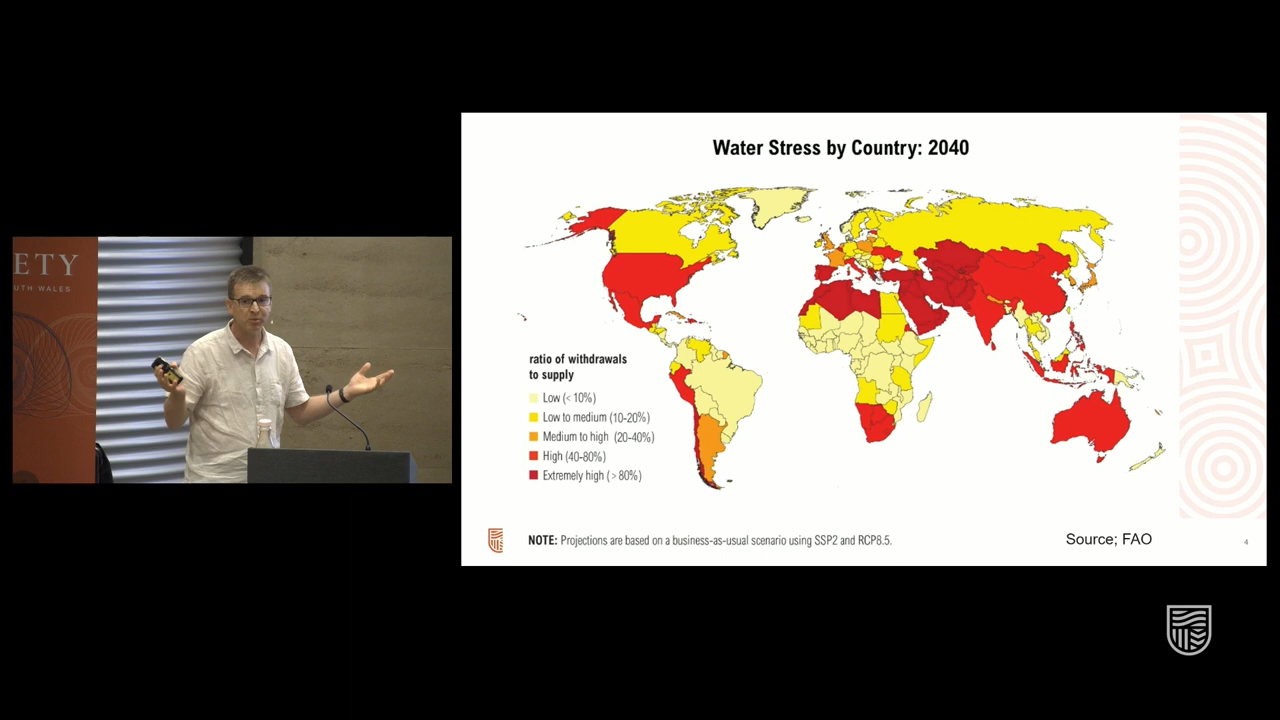 ETY
UTH WALES
Water Stress by Country: 2040
ratio of withdrawals
to supply
Low (< 10%)
Low to medium (10-20%)
Medium to high (20-40%)
High (40-80%)
Extremely high (> 80%)
NOTE: Projections are based on a business-as-usual scenario using SSP2 and RCP8.5.
Source; FAO
4